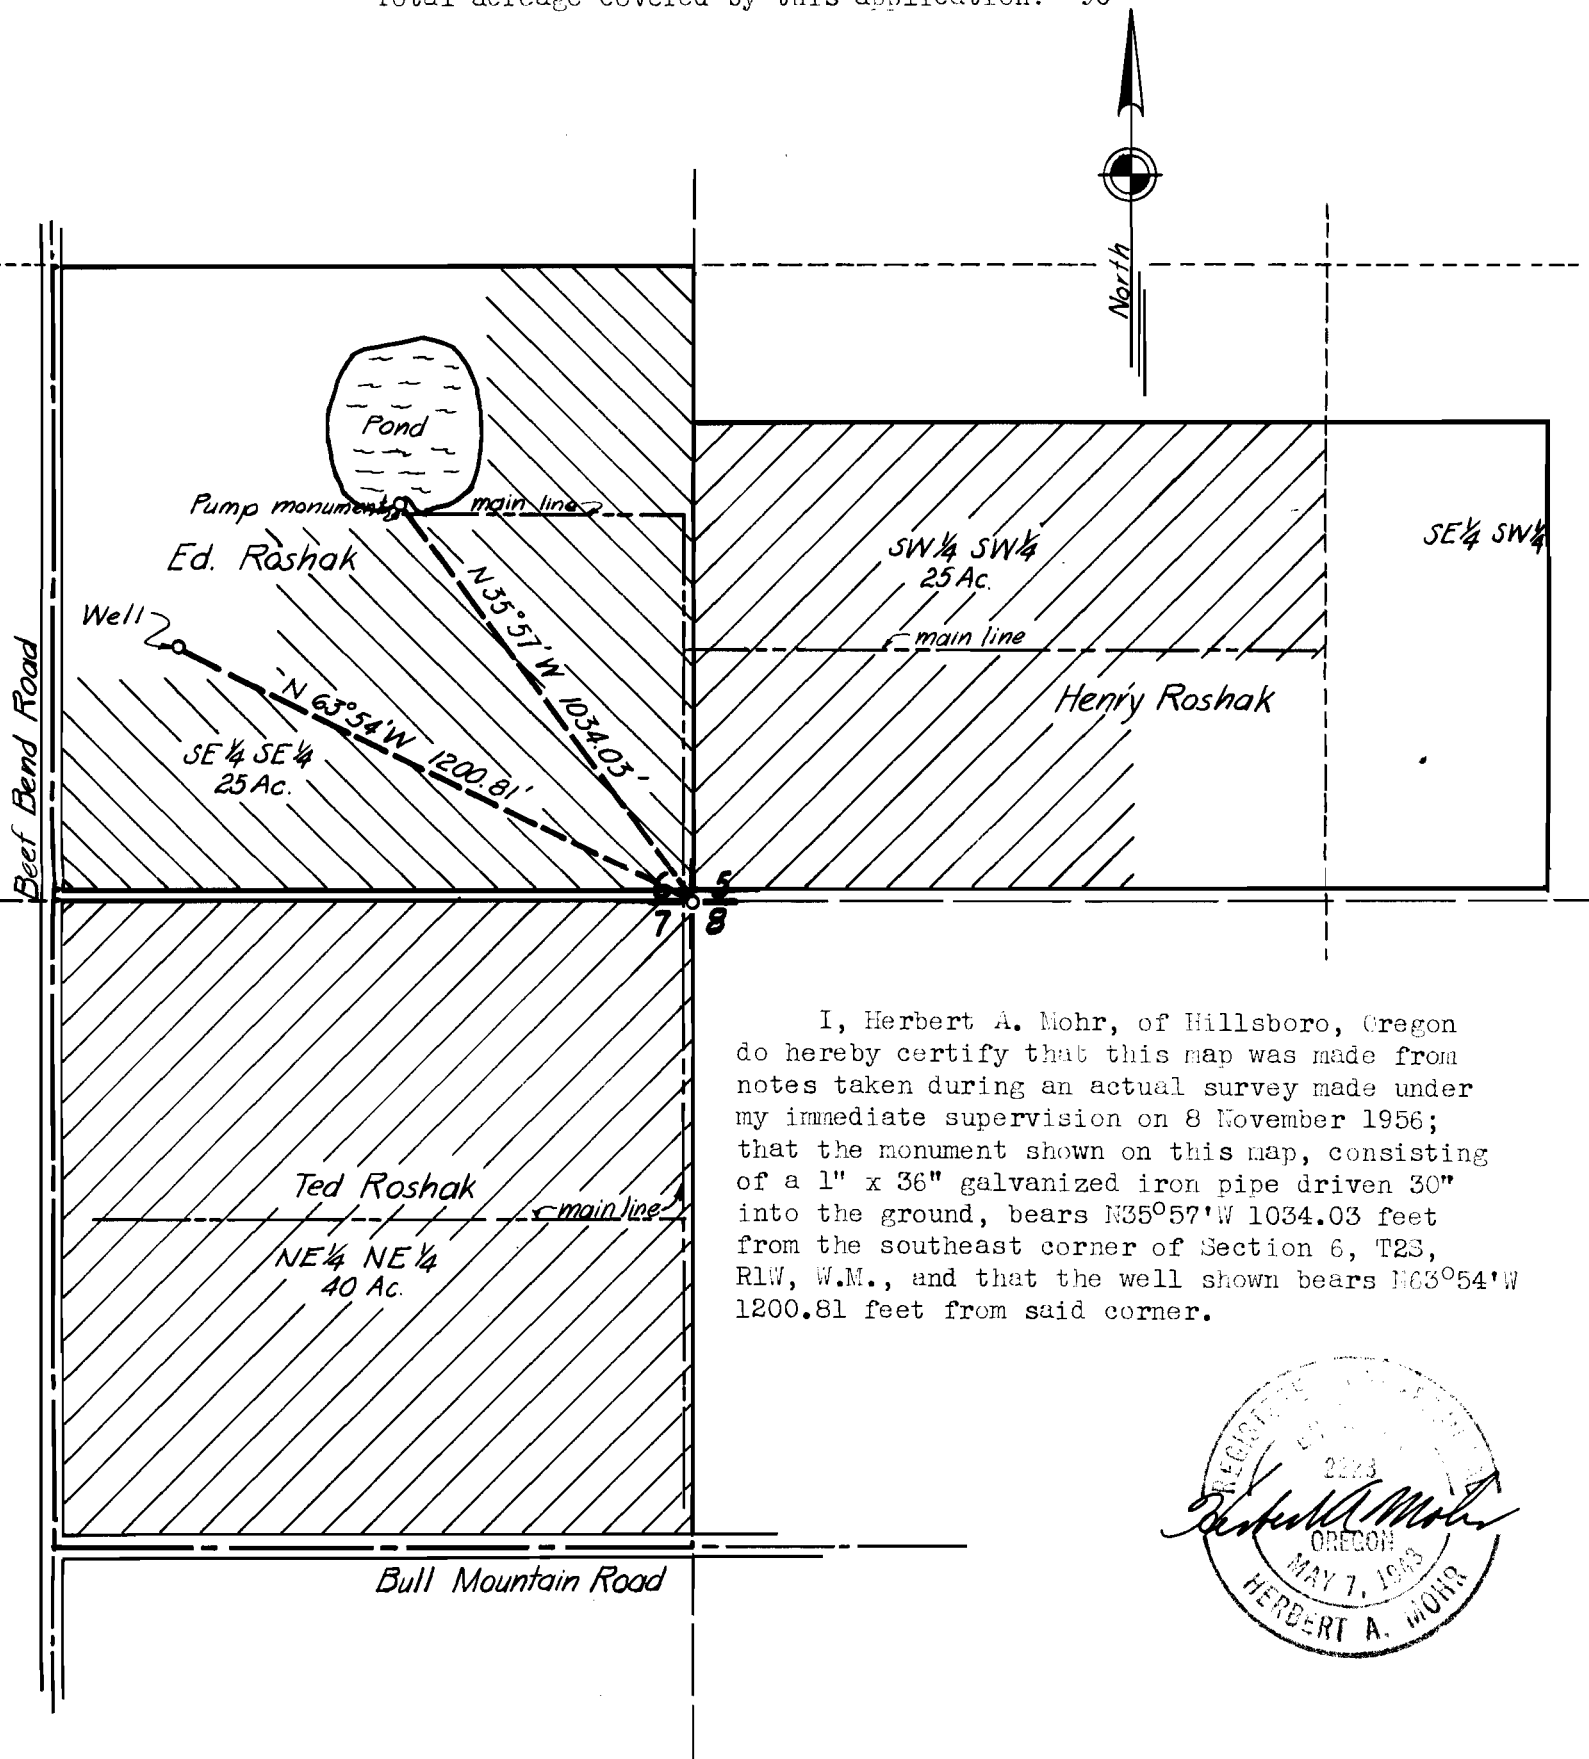 Total acreage covered by this application: 90
North
Pond
Pump monument
main line
Ed. Roshak
SW¼ SW¼
25 Ac.
SE¼ SW¼
Well
N35°57'W 1034.03'
main line
Henry Roshak
N 63°54'W 1200.81'
SE¼ SE¼
25 Ac.
Beef Bend Road
6 5
7 8
I, Herbert A. Mohr, of Hillsboro, Oregon
do hereby certify that this map was made from
notes taken during an actual survey made under
my immediate supervision on 8 November 1956;
that the monument shown on this map, consisting
of a 1" x 36" galvanized iron pipe driven 30"
into the ground, bears N35°57'W 1034.03 feet
from the southeast corner of Section 6, T2S,
R1W, W.M., and that the well shown bears N63°54'W
1200.81 feet from said corner.
Ted Roshak
main line
NE¼ NE¼
40 Ac.
Bull Mountain Road
Herbert A Mohr
OREGON
MAY 7, 1943
HERBERT A. MOHR